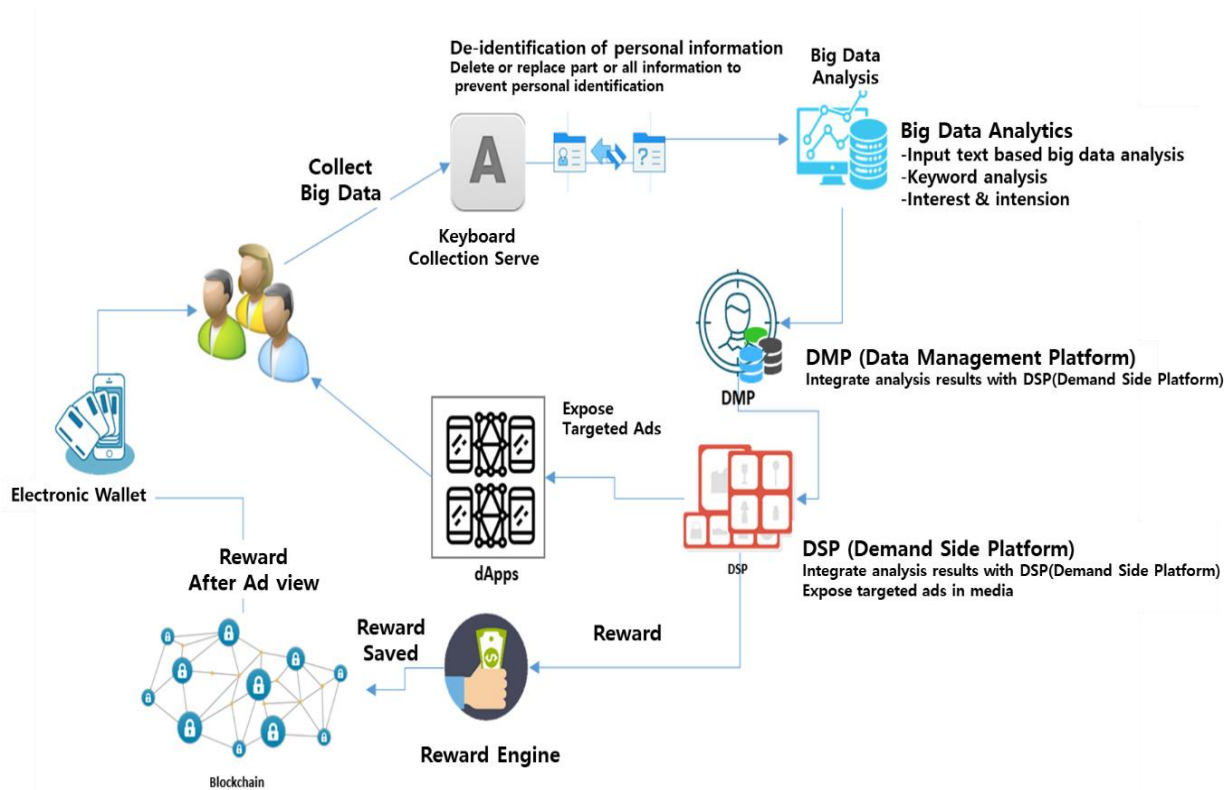 De-identification of personal information
Delete or replace part or all information to
prevent personal identification
Big Data
Analysis
Big Data Analytics
-Input text based big data analysis
-Keyword analysis
-Interest & intension
Collect
Big Data
A
?
Keyboard
Collection Serve
DMP (Data Management Platform)
Integrate analysis results with DSP(Demand Side Platform)
DMP
Expose
Targeted Ads
Electronic Wallet
dApps
DSP
DSP (Demand Side Platform)
Integrate analysis results with DSP(Demand Side Platform)
Expose targeted ads in media
Reward
After Ad view
Reward
Saved
Reward
$
Reward Engine
Blockchain